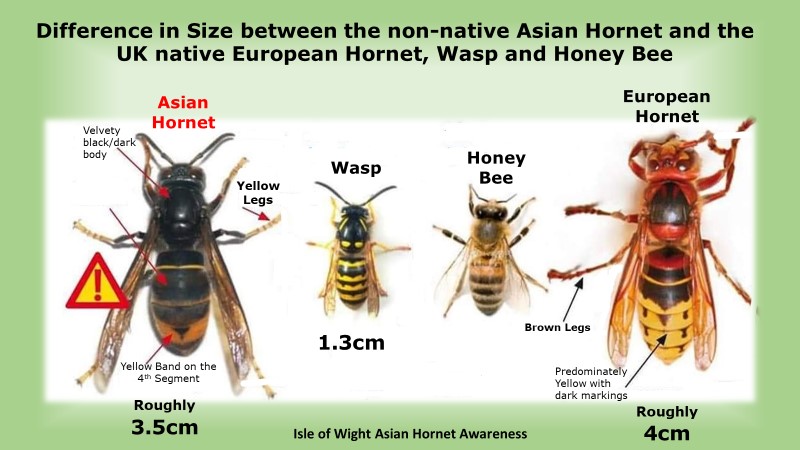 Difference in Size between the non-native Asian Hornet and the
UK native European Hornet, Wasp and Honey Bee
Asian
Hornet
Velvety
black/dark
body
Yellow
Legs
Yellow Band on the
4th Segment
Roughly
3.5cm
Wasp
1.3cm
Honey
Bee
European
Hornet
Brown Legs
Predominately
Yellow with
dark markings
Roughly
4cm
Isle of Wight Asian Hornet Awareness